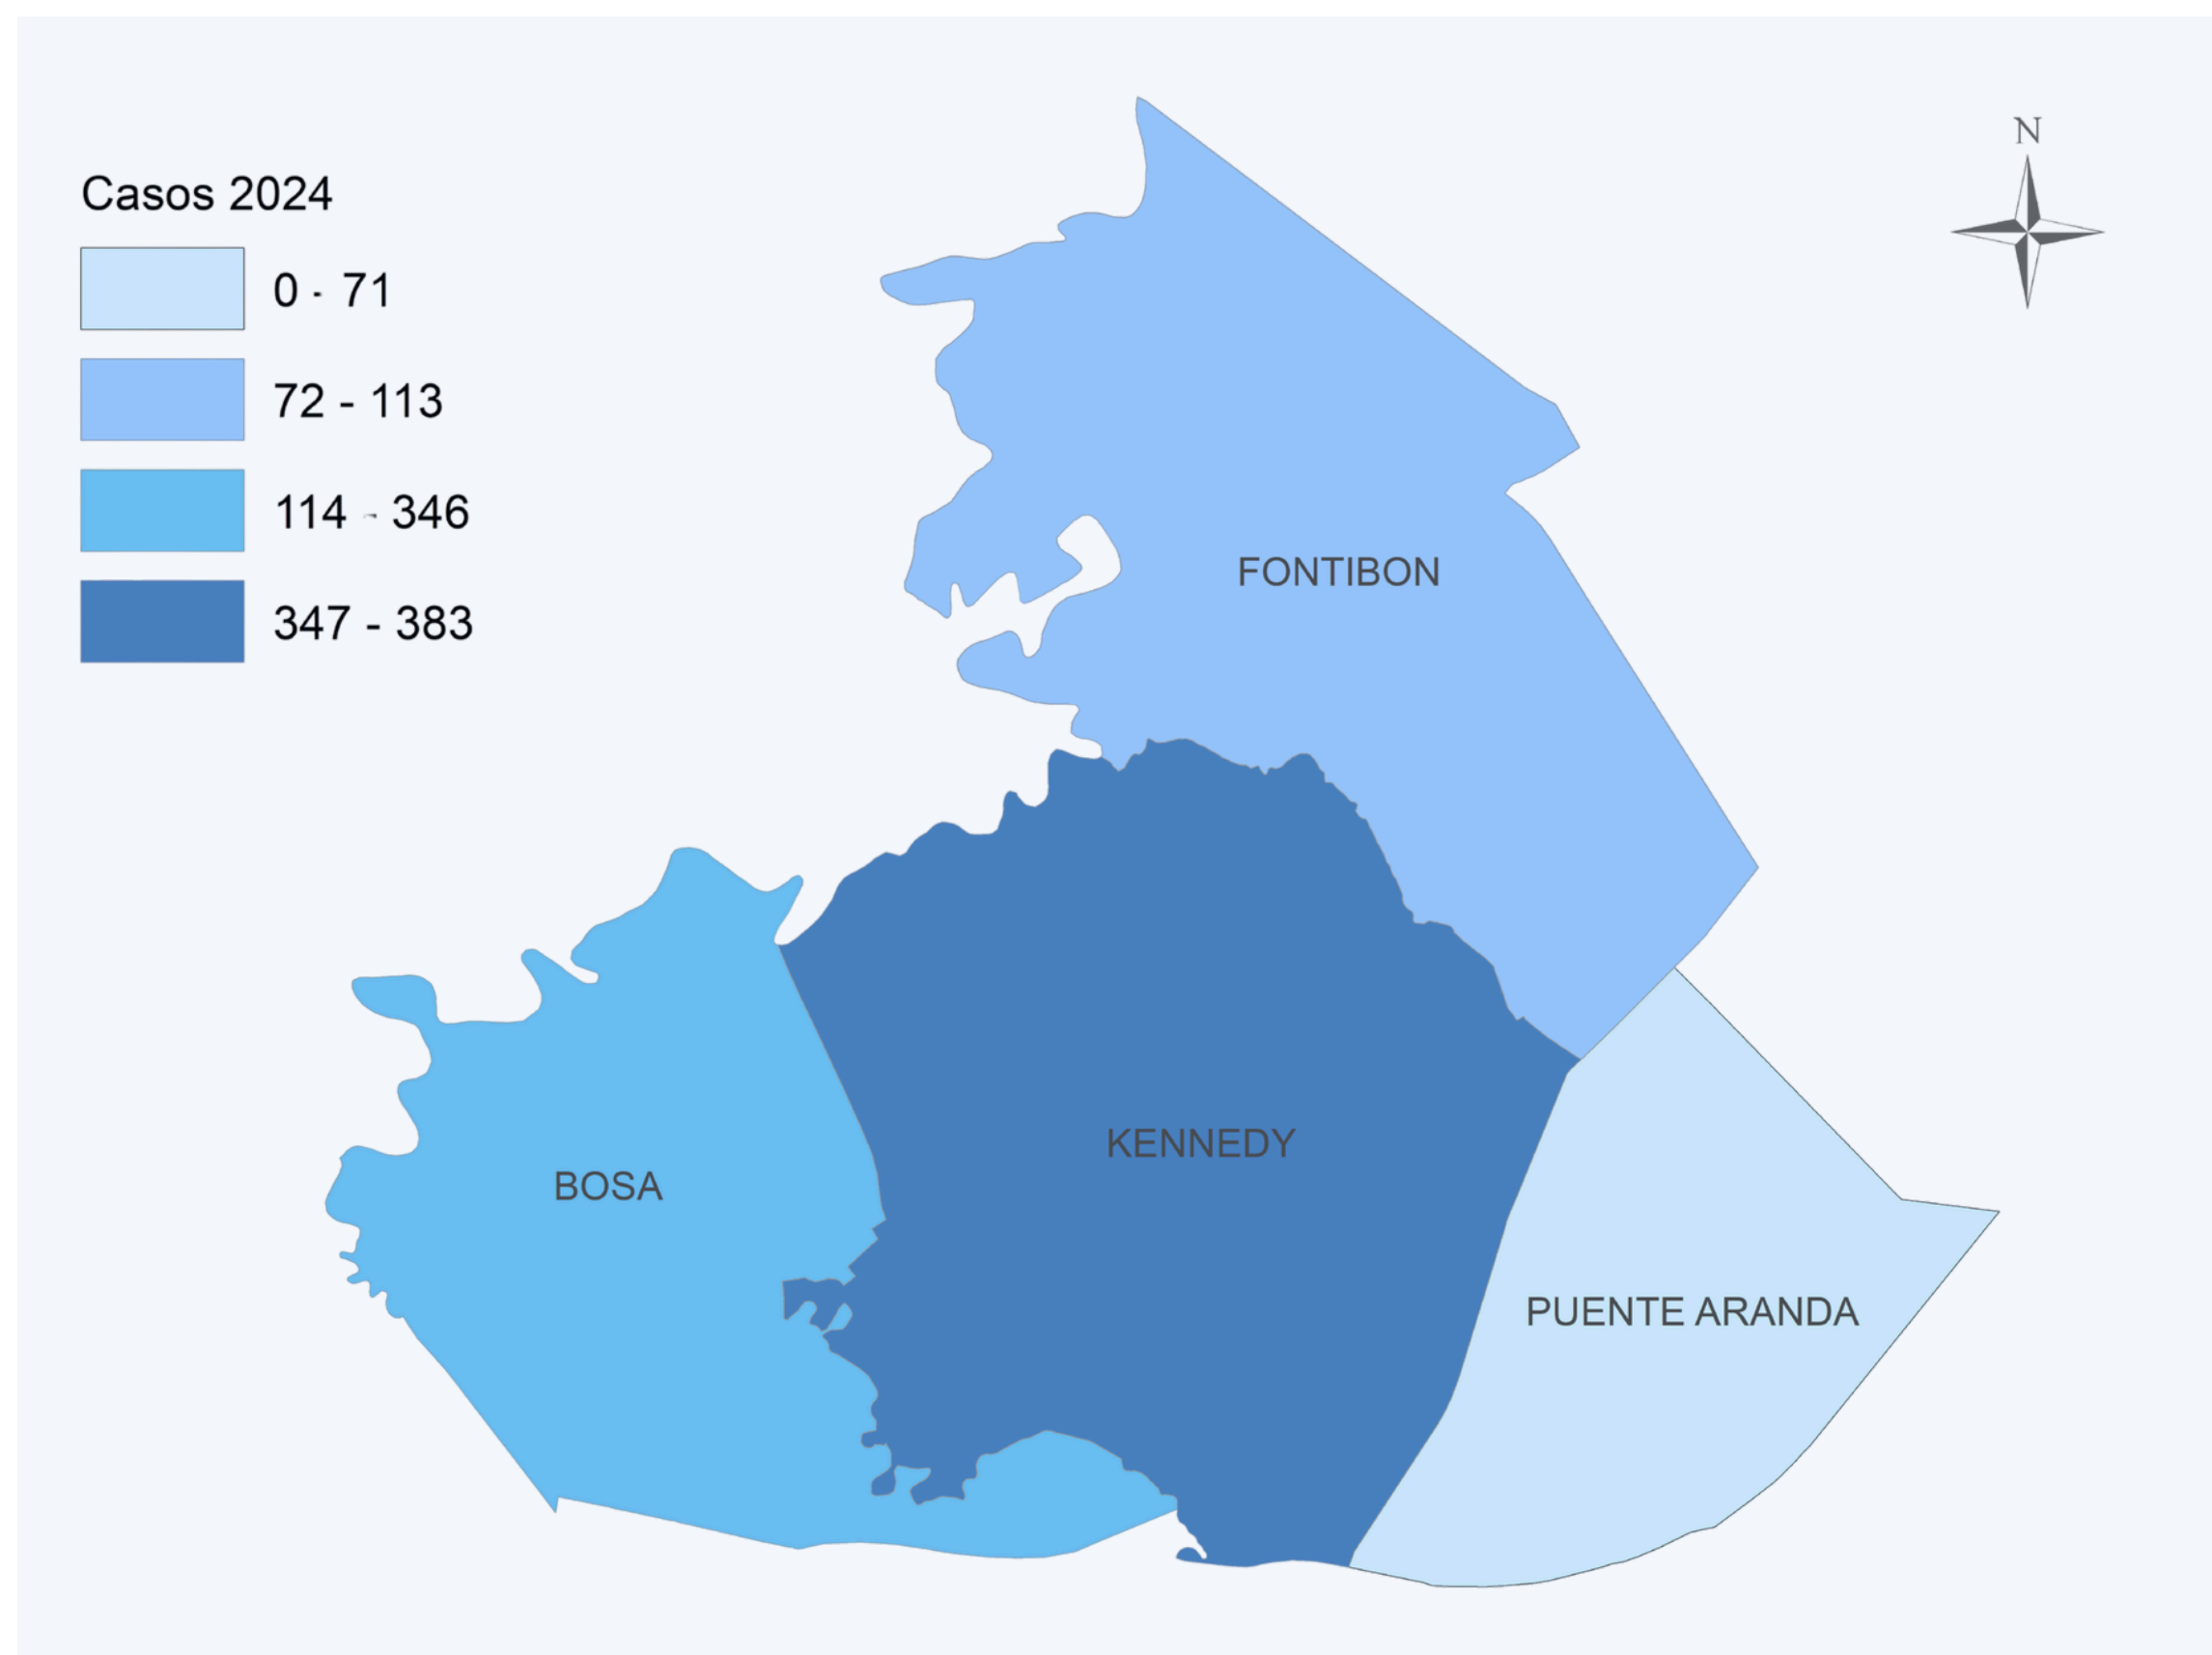 N
Casos 2024
0 - 71
72 - 113
114 - 346
347 - 383
FONTIBON
KENNEDY
BOSA
PUENTE ARANDA